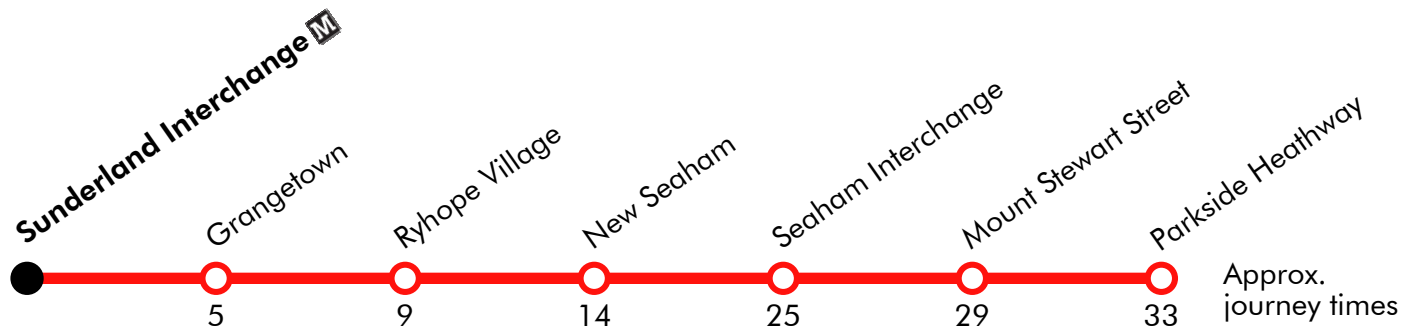 Sunderland Interchange M
Grangetown
Ryhope Village
New Seaham
Seaham Interchange
Mount Stewart Street
Parkside Heathway
5
9
14
25
29
33
Approx.
journey times